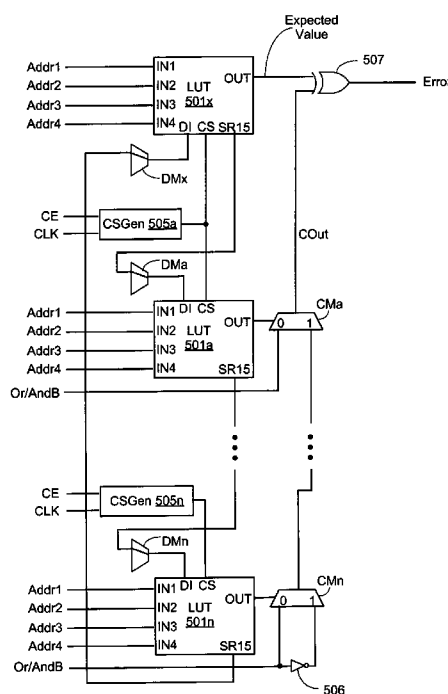 Expected
Value
507
Addr1
IN1
Addr2
IN2
LUT
OUT
Addr3
IN3
501x
Addr4
IN4
DI CS SR15
Error
DMx
CE
CLK
CSGen 505a
COut
DMa
CMa
Addr1
IN1
DI CS
Addr2
IN2
LUT
OUT
0 1
Addr3
IN3
501a
Addr4
IN4
SR15
Or/AndB
CE
CLK
CSGen 505n
DMn
CMn
Addr1
IN1
DI CS
Addr2
IN2
LUT
OUT
0 1
Addr3
IN3
501n
Addr4
IN4
SR15
Or/AndB
506